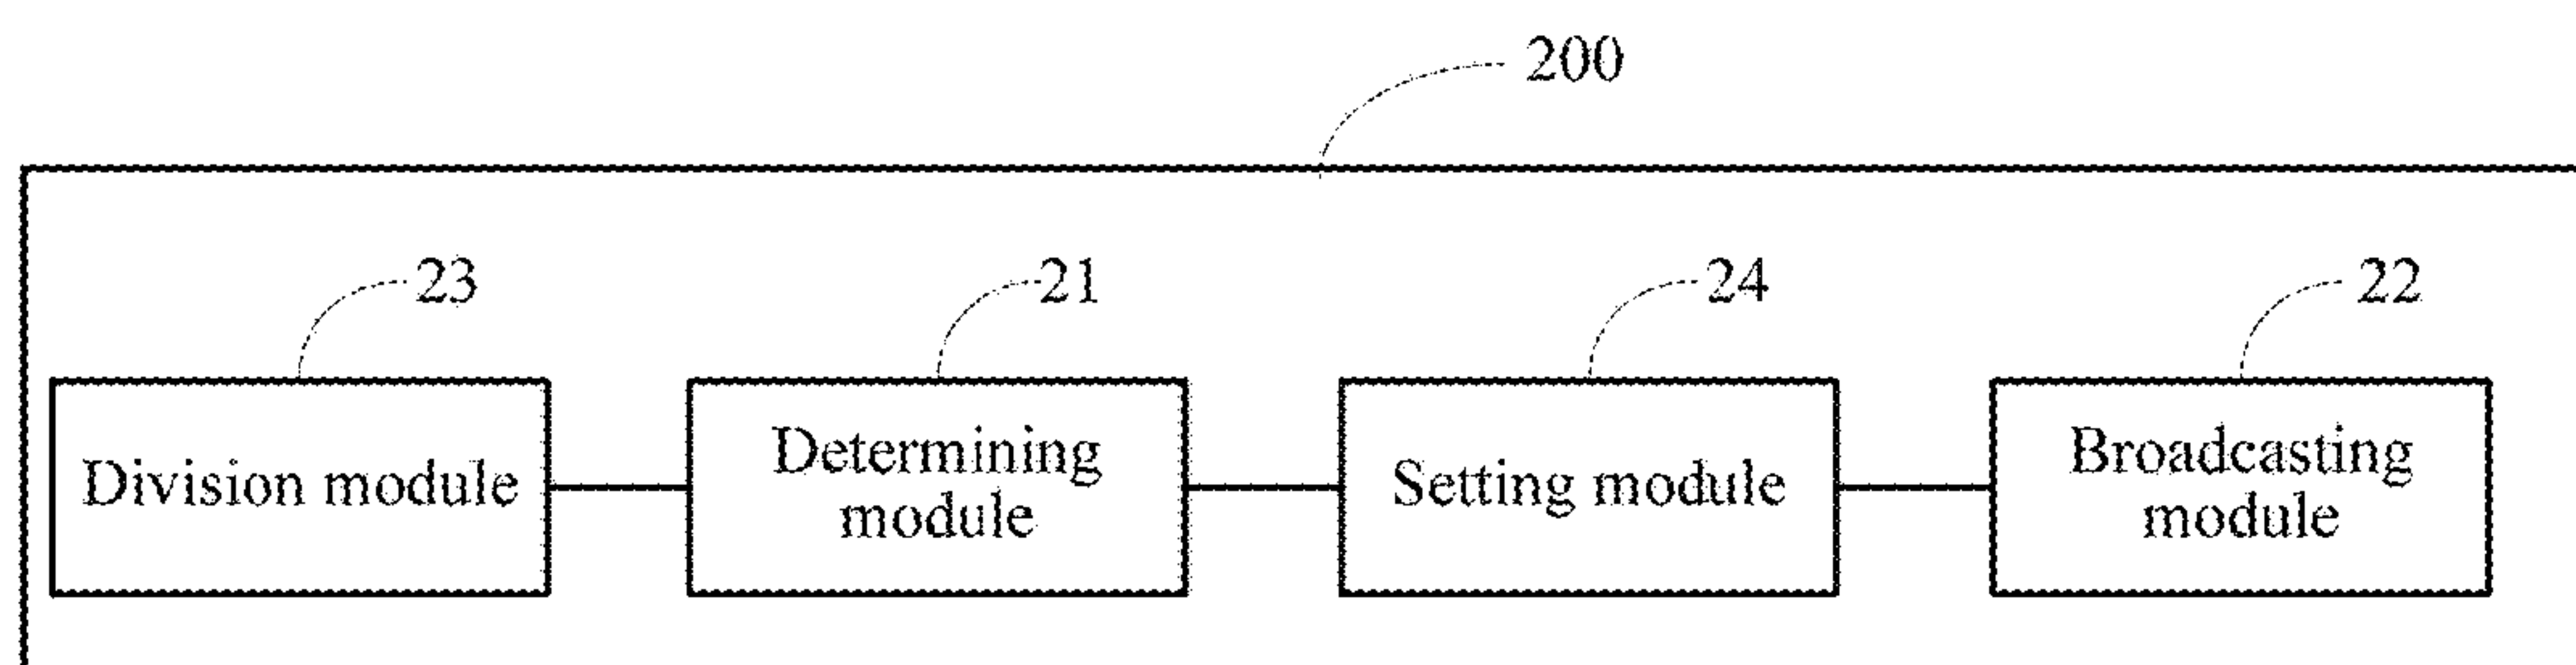 200
23
21
24
22
Division module
Determining
module
Setting module
Broadcasting
module